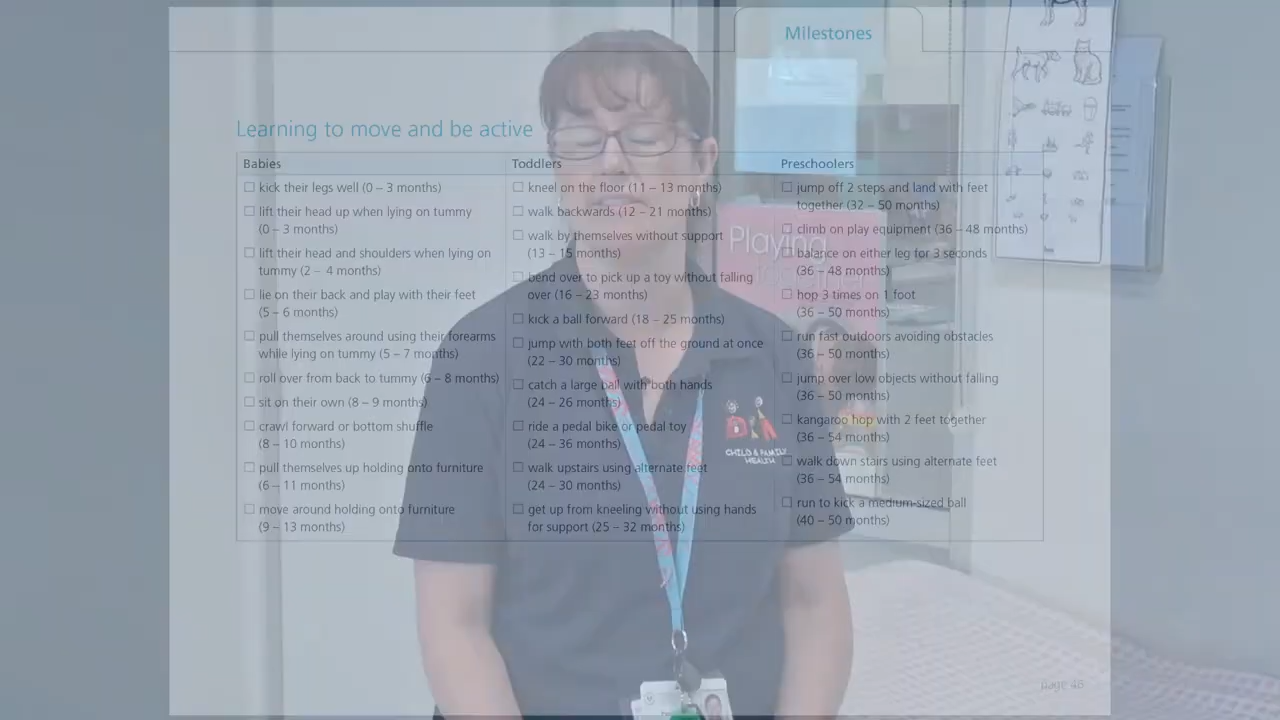 Milestones
Learning to move and be active
Babies
☐ kick their legs well (0 – 3 months)
☐ lift their head up when lying on tummy
(0 – 3 months)
☐ lift their head and shoulders when lying on
tummy (2 – 4 months)
☐ lie on their back and play with their feet
(5 – 6 months)
☐ pull themselves around using their forearms
while lying on tummy (5 – 7 months)
☐ roll over from back to tummy (6 – 8 months)
☐ sit on their own (8 – 9 months)
☐ crawl forward or bottom shuffle
(8 – 10 months)
☐ pull themselves up holding onto furniture
(6 – 11 months)
☐ move around holding onto furniture
(9 – 13 months)
Toddlers
☐ kneel on the floor (11 – 13 months)
☐ walk backwards (12 – 21 months)
☐ walk by themselves without support
(13 – 15 months)
☐ bend over to pick up a toy without falling
over (16 – 23 months)
☐ kick a ball forward (18 – 25 months)
☐ jump with both feet off the ground at once
(22 – 30 months)
☐ catch a large ball with both hands
(24 – 26 months)
☐ ride a pedal bike or pedal toy
(24 – 36 months)
☐ walk upstairs using alternate feet
(24 – 30 months)
☐ get up from kneeling without using hands
for support (25 – 32 months)
Preschoolers
☐ jump off 2 steps and land with feet
together (32 – 50 months)
☐ climb on play equipment (36 – 48 months)
☐ balance on either leg for 3 seconds
(36 – 48 months)
☐ hop 3 times on 1 foot
(36 – 50 months)
☐ run fast outdoors avoiding obstacles
(36 – 50 months)
☐ jump over low objects without falling
(36 – 50 months)
☐ kangaroo hop with 2 feet together
(36 – 54 months)
☐ walk down stairs using alternate feet
(36 – 54 months)
☐ run to kick a medium-sized ball
(40 – 50 months)
Playing
together
CHILD & FAMILY
HEALTH
page 46